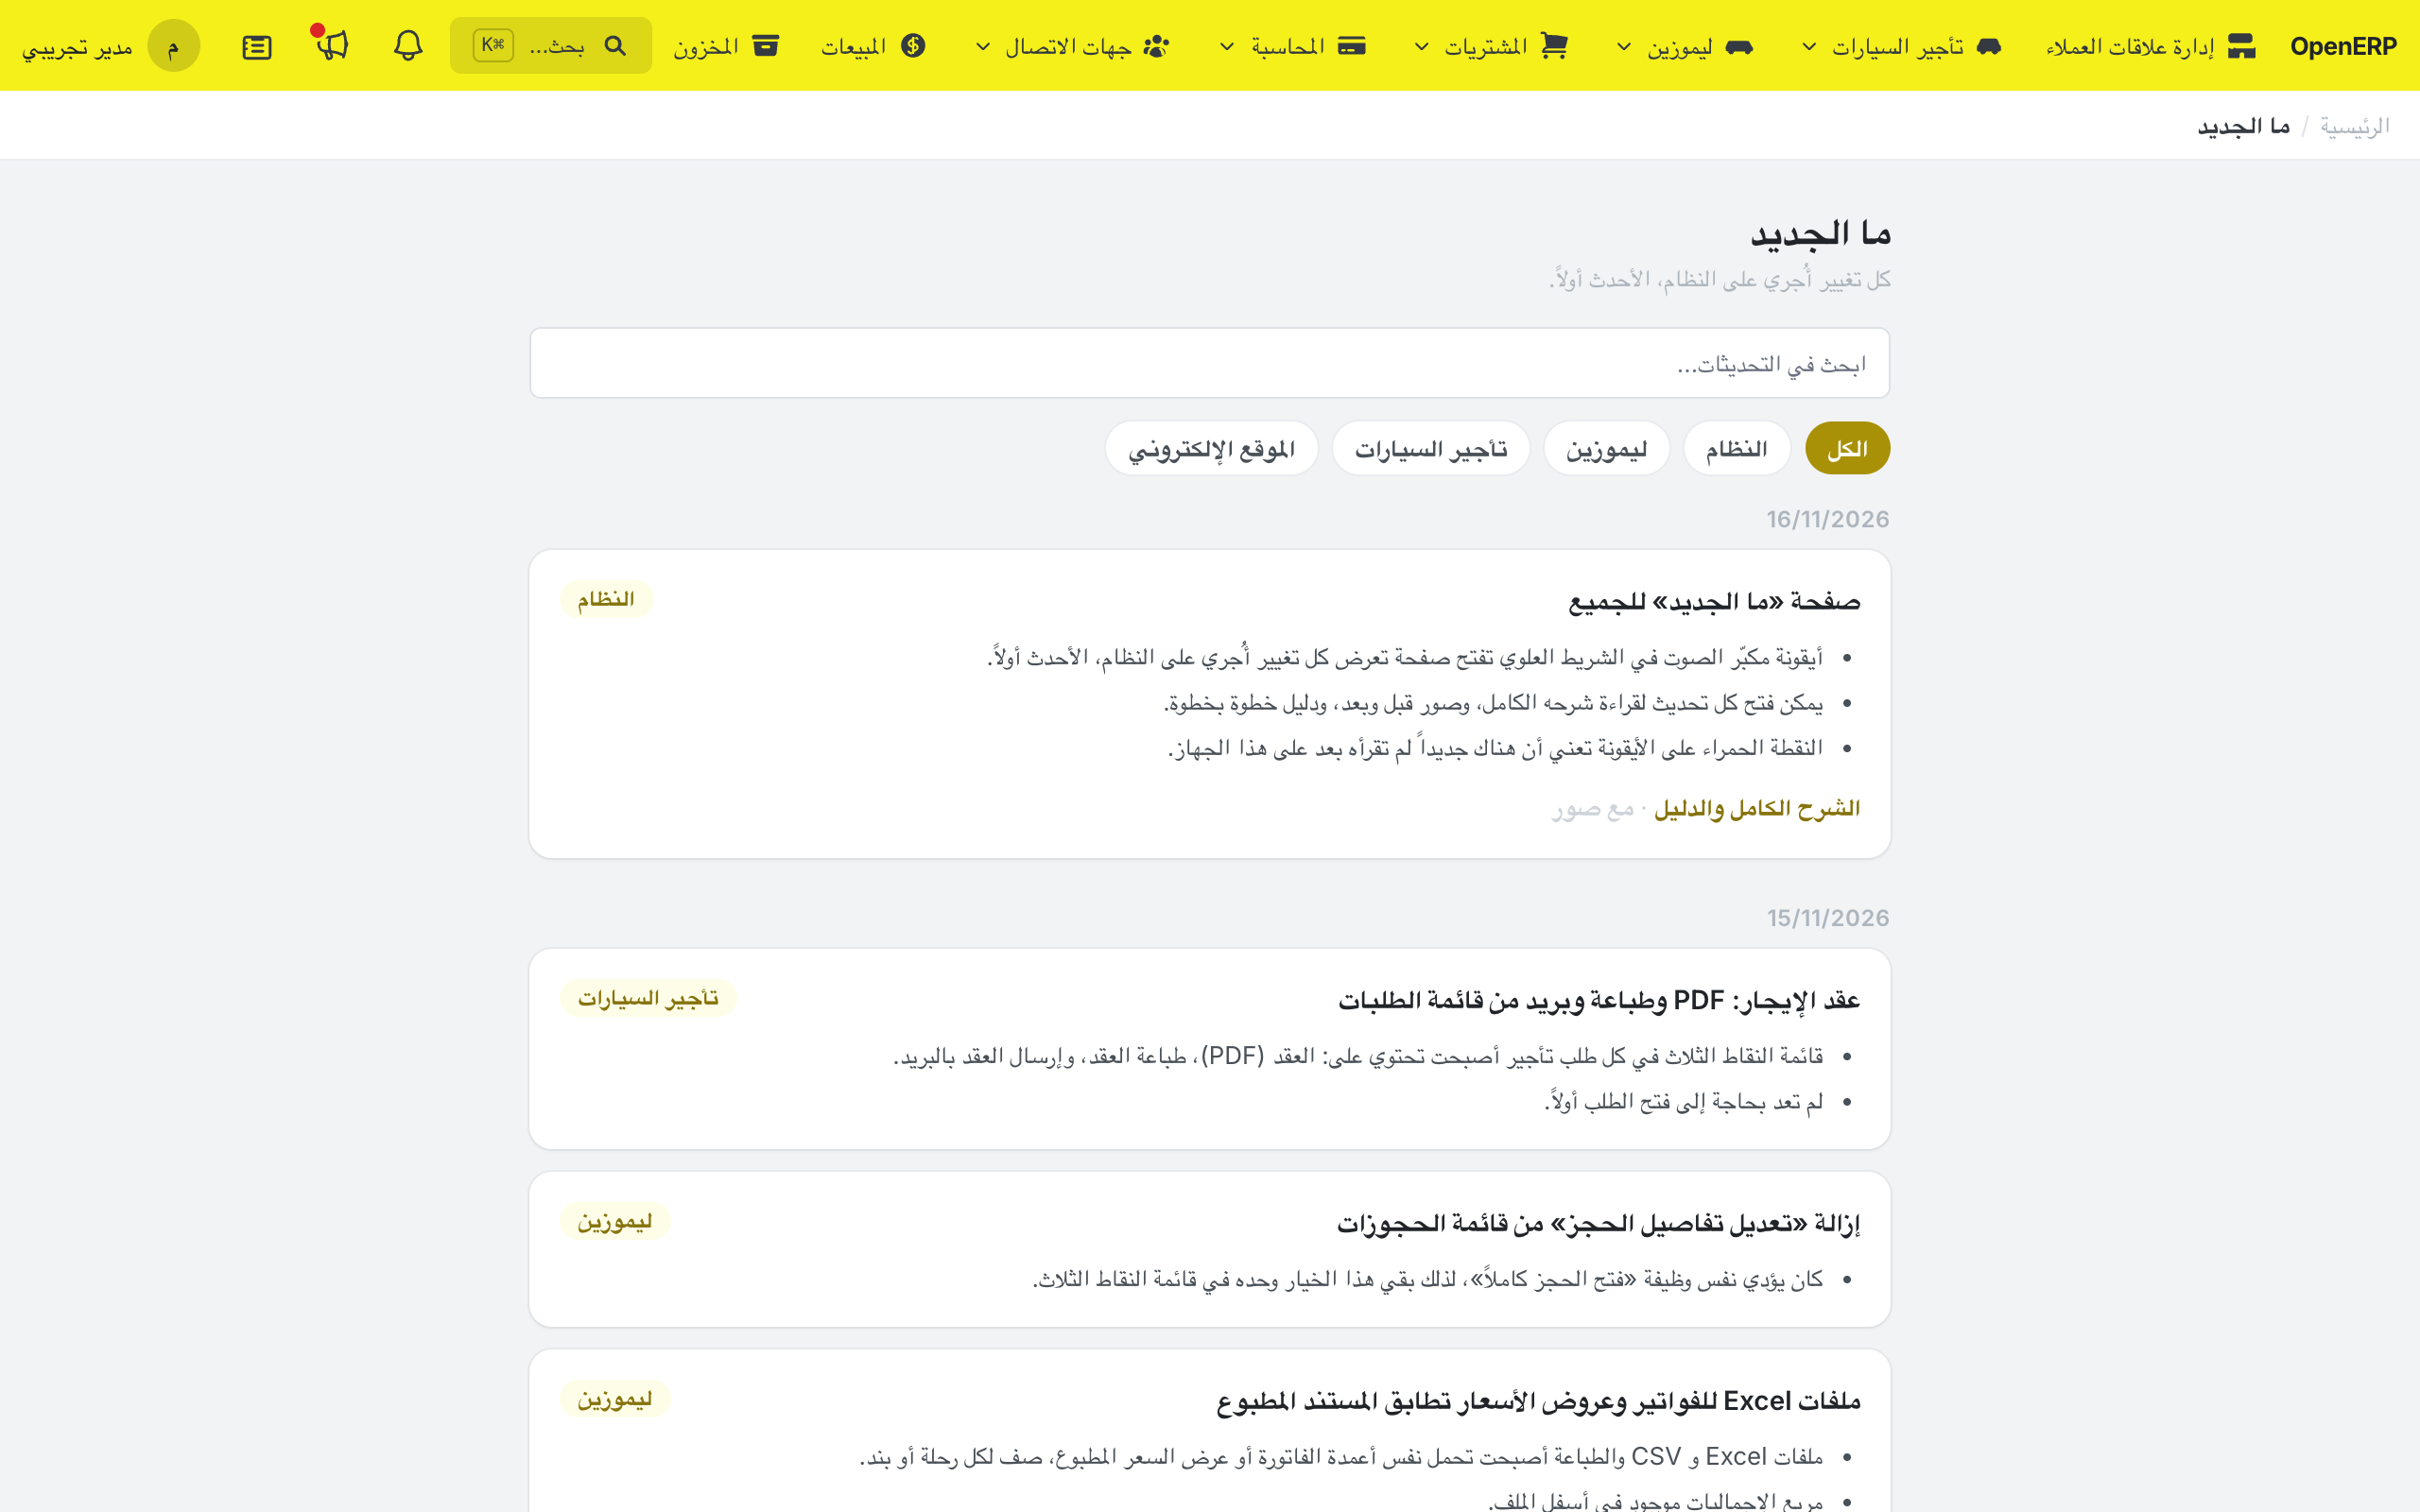 OpenERP
إدارة علاقات العملاء
تأجير السيارات
ليموزين
المشتريات
المحاسبة
جهات الاتصال
المبيعات
المخزون
بحث...
K⌘
م
مدير تجريبي
الرئيسية / ما الجديد
ما الجديد
كل تغيير أُجري على النظام، الأحدث أولاً.
ابحث في التحديثات...
الكل
النظام
ليموزين
تأجير السيارات
الموقع الإلكتروني
16/11/2026
صفحة «ما الجديد» للجميع
النظام
• أيقونة مكبّر الصوت في الشريط العلوي تفتح صفحة تعرض كل تغيير أُجري على النظام، الأحدث أولاً.
• يمكن فتح كل تحديث لقراءة شرحه الكامل، وصور قبل وبعد، ودليل خطوة بخطوة.
• النقطة الحمراء على الأيقونة تعني أن هناك جديداً لم تقرأه بعد على هذا الجهاز.
الشرح الكامل والدليل · مع صور
15/11/2026
عقد الإيجار: PDF وطباعة وبريد من قائمة الطلبات
تأجير السيارات
• قائمة النقاط الثلاث في كل طلب تأجير أصبحت تحتوي على: العقد (PDF)، طباعة العقد، وإرسال العقد بالبريد.
• لم تعد بحاجة إلى فتح الطلب أولاً.
إزالة «تعديل تفاصيل الحجز» من قائمة الحجوزات
ليموزين
• كان يؤدي نفس وظيفة «فتح الحجز كاملاً»، لذلك بقي هذا الخيار وحده في قائمة النقاط الثلاث.
ملفات Excel للفواتير وعروض الأسعار تطابق المستند المطبوع
ليموزين
• ملفات Excel و CSV والطباعة أصبحت تحمل نفس أعمدة الفاتورة أو عرض السعر المطبوع، صف لكل رحلة أو بند.
• مربع الإجماليات موجود في أسفل الملف.